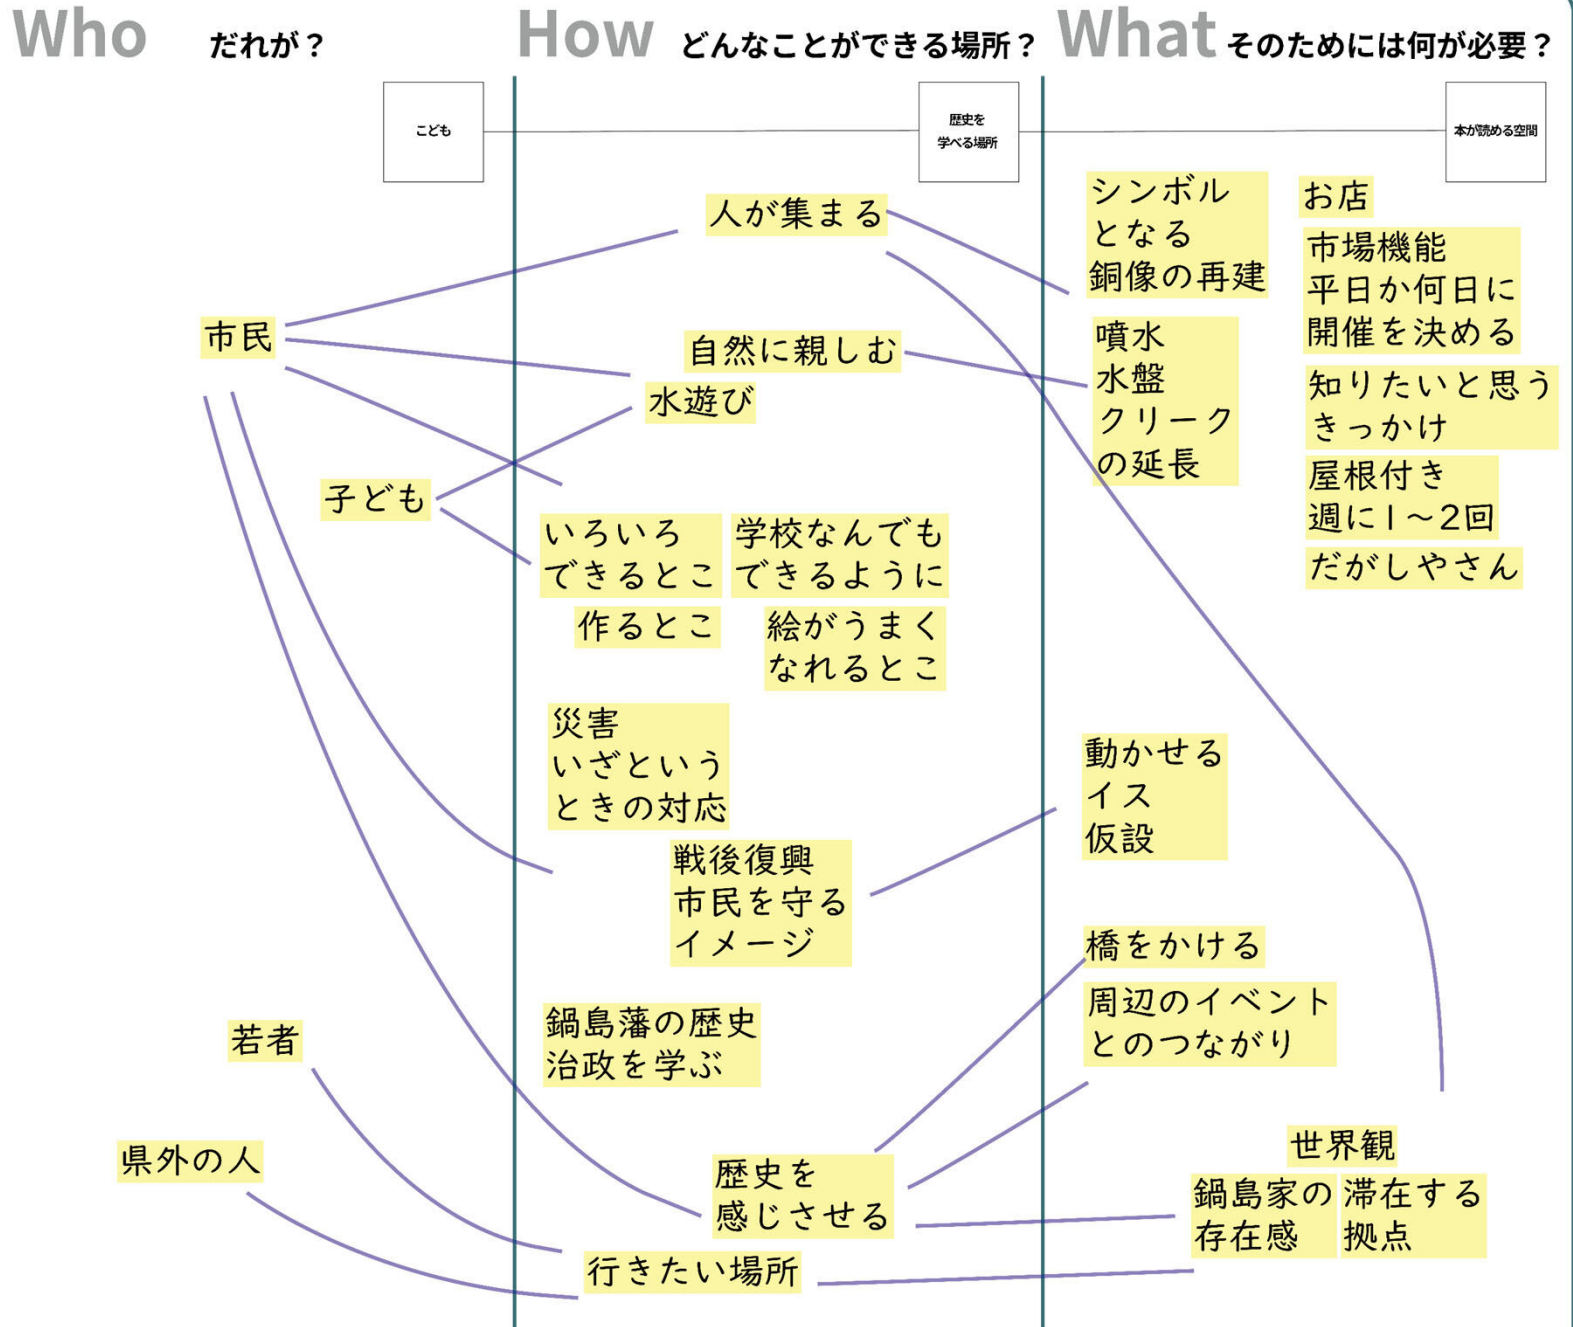 Who だれが？
How どんなことができる場所？
What そのためには何が必要？
こども
歴史を
学べる場所
本が読める空間
市民
子ども
若者
県外の人
人が集まる
自然に親しむ
水遊び
いろいろ
できるとこ
学校なんでも
できるように
作るとこ
絵がうまく
なれるとこ
災害
いざという
ときの対応
戦後復興
市民を守る
イメージ
鍋島藩の歴史
治政を学ぶ
歴史を
感じさせる
行きたい場所
シンボル
となる
銅像の再建
噴水
水盤
クリーク
の延長
お店
市場機能
平日か何日に
開催を決める
知りたいと思う
きっかけ
屋根付き
週に1～2回
だがしやさん
動かせる
イス
仮設
橋をかける
周辺のイベント
とのつながり
世界観
鍋島家の
存在感
滞在する
拠点